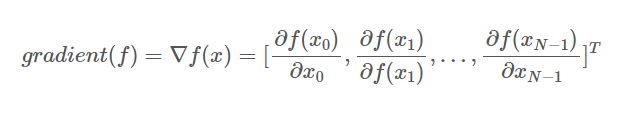 gradient(f) = ∇f(x) = [∂f(x₀)/∂x₀, ∂f(x₁)/∂f(x₁), …, ∂f(x_{N−1})/∂x_{N−1}]ᵀ